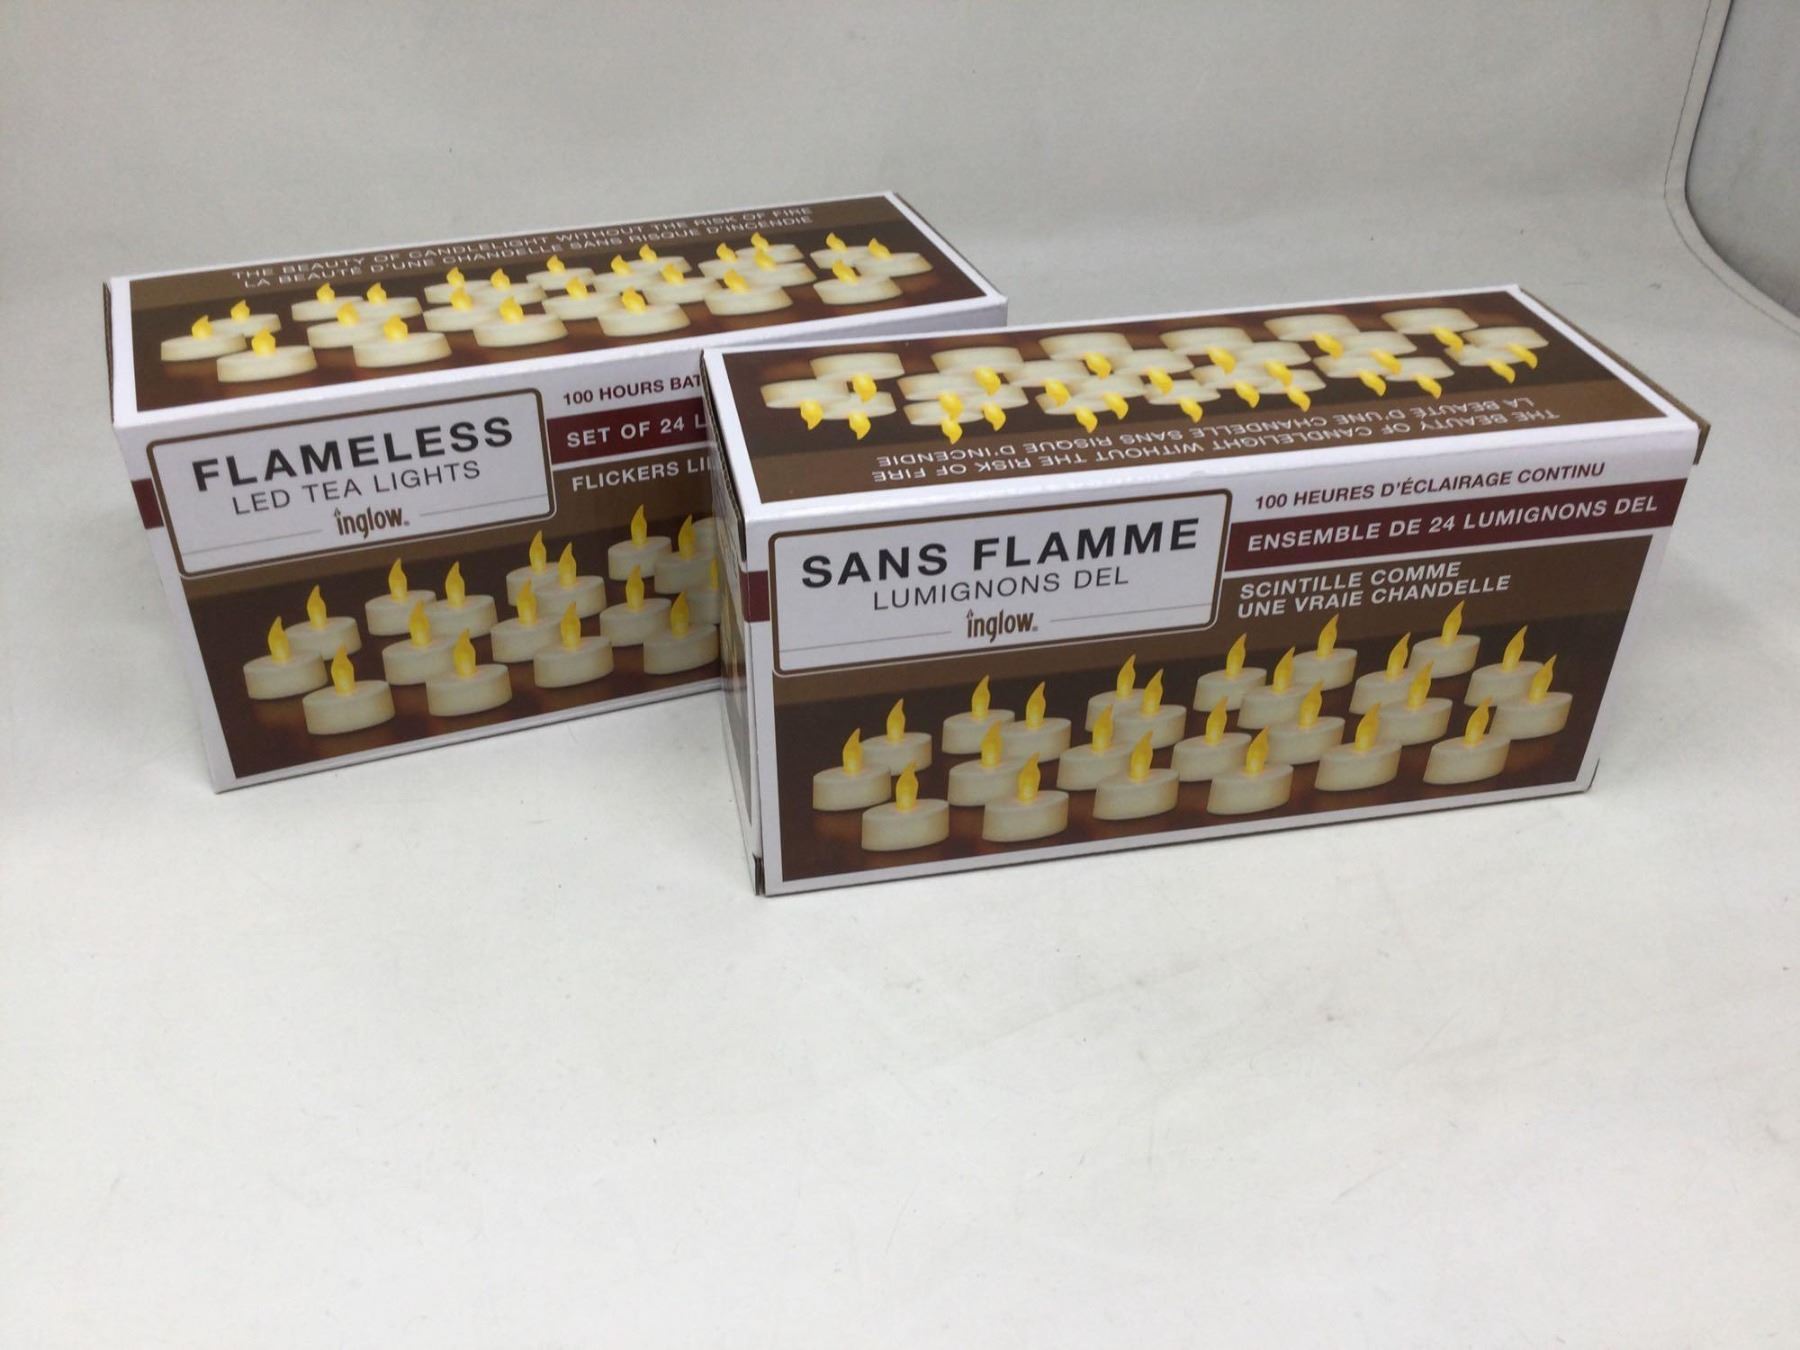 THE BEAUTY OF CANDLELIGHT WITHOUT THE RISK OF FIRE
LA BEAUTÉ D'UNE CHANDELLE SANS RISQUE D'INCENDIE
FLAMELESS
LED TEA LIGHTS
inglow
100 HOURS
SET OF 24
FLICKERS
THE BEAUTY OF CANDLELIGHT WITHOUT THE RISK OF FIRE
LA BEAUTÉ D'UNE CHANDELLE SANS RISQUE D'INCENDIE
SANS FLAMME
LUMIGNONS DEL
inglow
100 HEURES D'ÉCLAIRAGE CONTINU
ENSEMBLE DE 24 LUMIGNONS DEL
SCINTILLE COMME
UNE VRAIE CHANDELLE